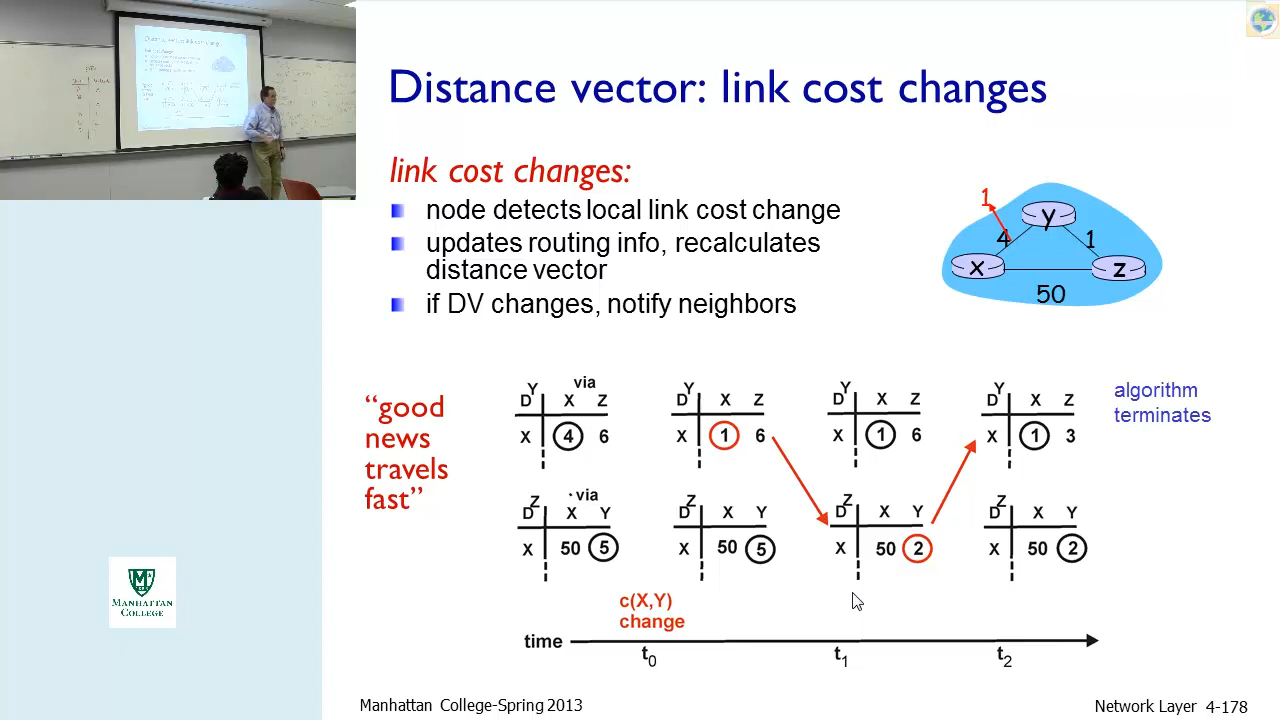 Distance vector: link cost changes
link cost changes:
node detects local link cost change
updates routing info, recalculates
distance vector
if DV changes, notify neighbors
1
y
4
1
x
z
50
"good
news
travels
fast"
Y via
D X Z
X 4 6
Y
D X Z
X 1 6
Y
D X Z
X 1 6
Y
D X Z
X 1 3
algorithm
terminates
Z via
D X Y
X 50 5
Z
D X Y
X 50 5
Z
D X Y
X 50 2
Z
D X Y
X 50 2
c(X,Y)
change
time
t0
t1
t2
MANHATTAN
COLLEGE
Manhattan College-Spring 2013
Network Layer 4-178